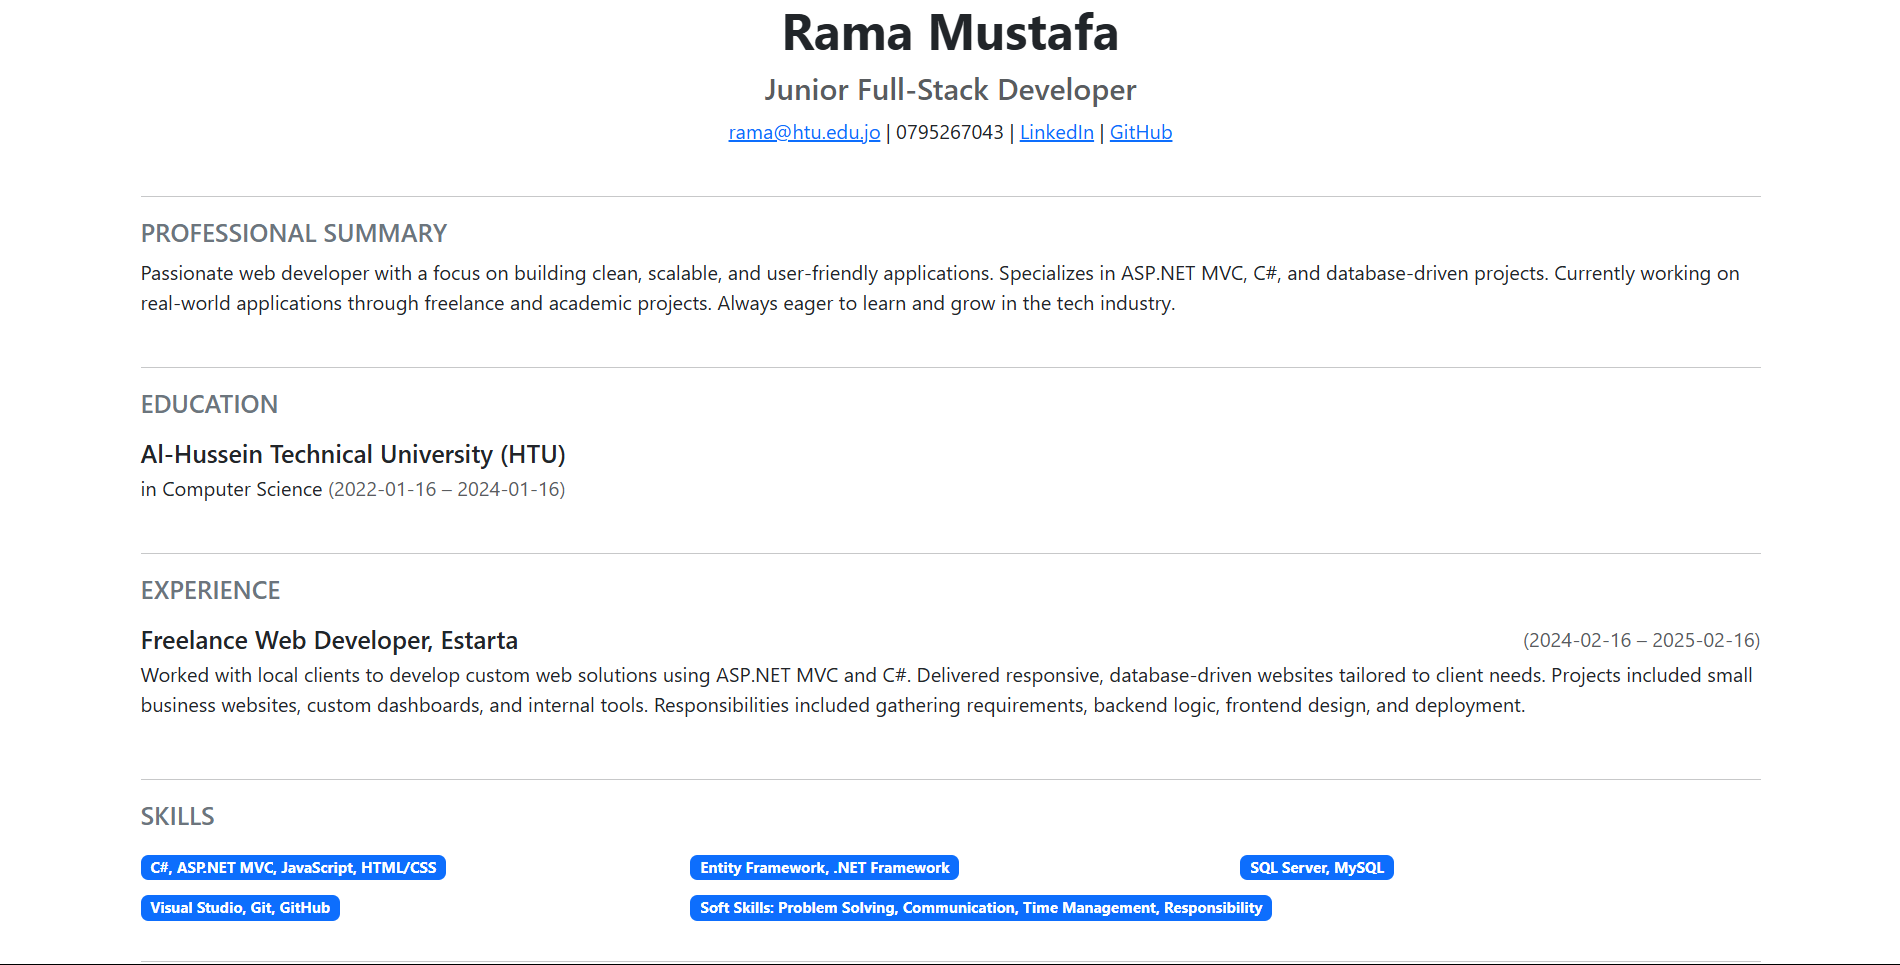 Rama Mustafa
Junior Full-Stack Developer
rama@htu.edu.jo | 0795267043 | LinkedIn | GitHub
PROFESSIONAL SUMMARY
Passionate web developer with a focus on building clean, scalable, and user-friendly applications. Specializes in ASP.NET MVC, C#, and database-driven projects. Currently working on
real-world applications through freelance and academic projects. Always eager to learn and grow in the tech industry.
EDUCATION
Al-Hussein Technical University (HTU)
in Computer Science (2022-01-16 – 2024-01-16)
EXPERIENCE
Freelance Web Developer, Estarta (2024-02-16 – 2025-02-16)
Worked with local clients to develop custom web solutions using ASP.NET MVC and C#. Delivered responsive, database-driven websites tailored to client needs. Projects included small
business websites, custom dashboards, and internal tools. Responsibilities included gathering requirements, backend logic, frontend design, and deployment.
SKILLS
C#, ASP.NET MVC, JavaScript, HTML/CSS Entity Framework, .NET Framework SQL Server, MySQL
Visual Studio, Git, GitHub Soft Skills: Problem Solving, Communication, Time Management, Responsibility